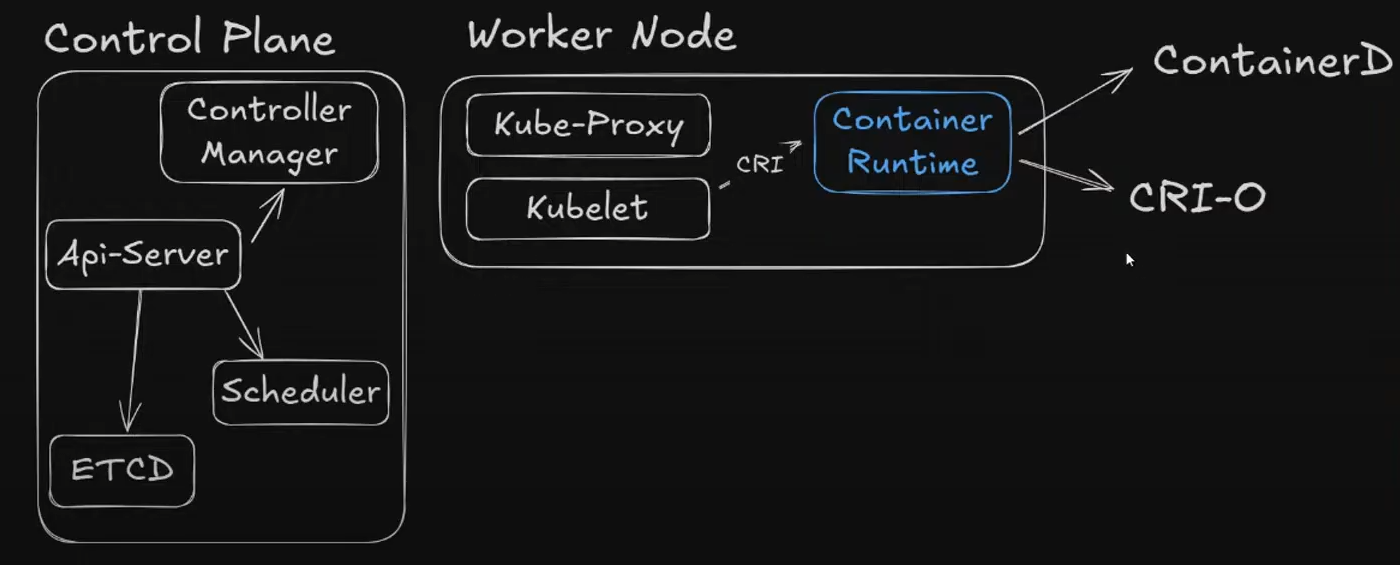 Control Plane
Controller
Manager
Api-Server
Scheduler
ETCD
Worker Node
Kube-Proxy
Kubelet
CRI
Container
Runtime
ContainerD
CRI-O